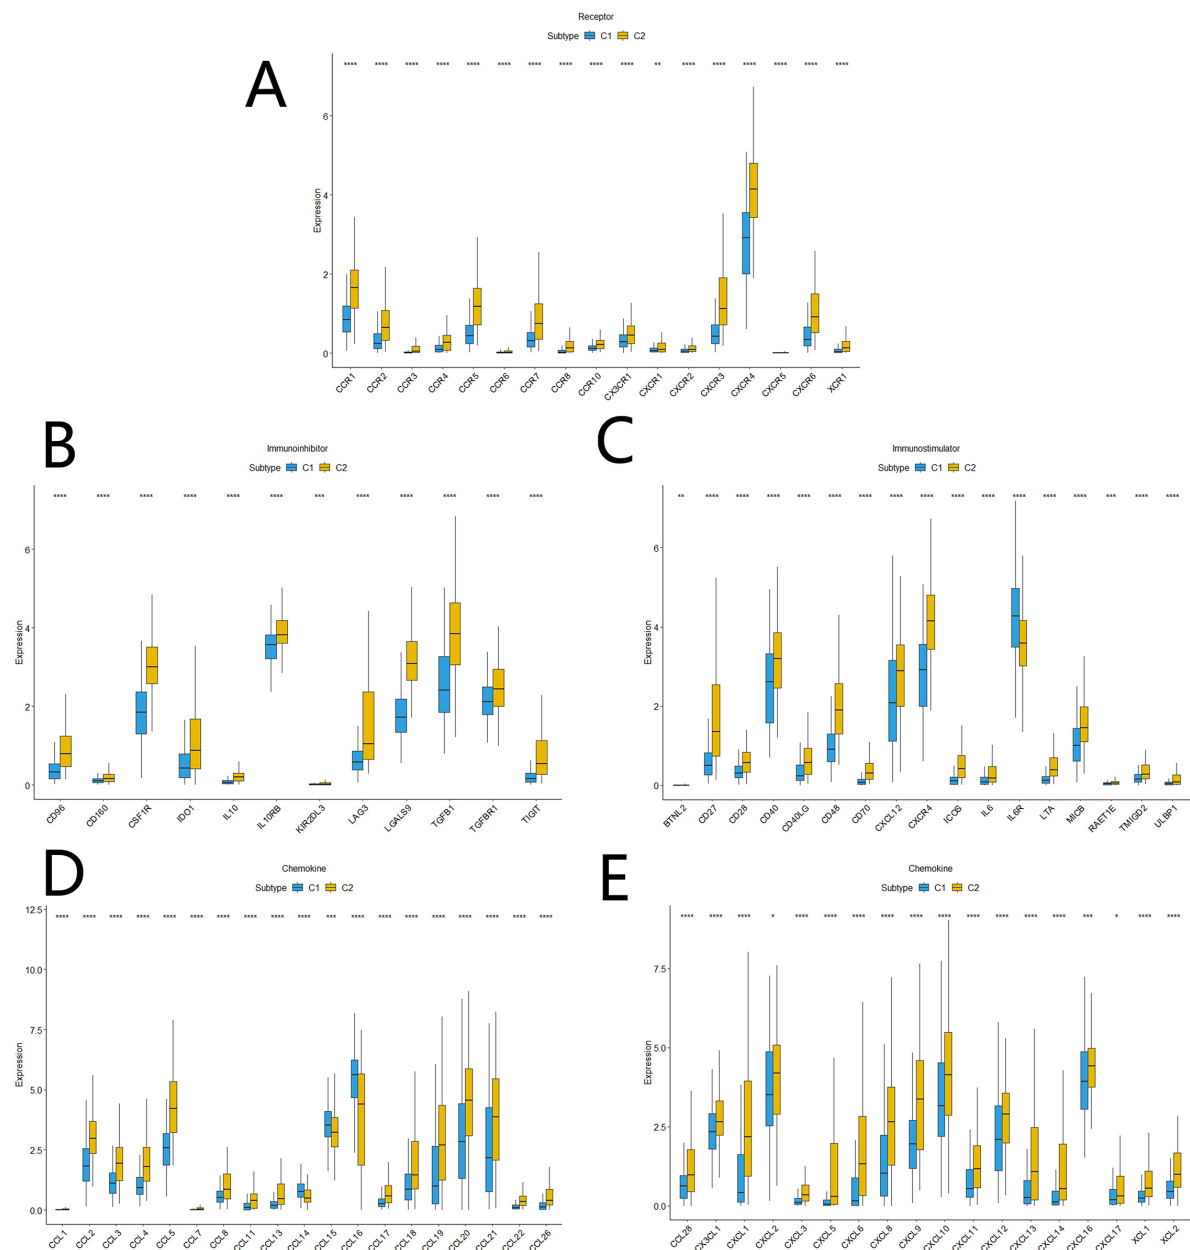 Receptor
Subtype C1 C2
A
**** **** **** **** **** **** **** **** **** **** ** **** **** **** **** **** ****
Expression
6
4
2
0
CCR1 CCR2 CCR3 CCR4 CCR5 CCR6 CCR7 CCR8 CCR10 CX3CR1 CXCR1 CXCR2 CXCR3 CXCR4 CXCR5 CXCR6 XCR1
B
Immunoinhibitor
Subtype C1 C2
**** **** **** **** **** **** *** **** **** **** **** ****
Expression
6
4
2
0
CD96 CD160 CSF1R IDO1 IL10 IL10RB KIR2DL3 LAG3 LGALS9 TGFB1 TGFBR1 TIGIT
C
Immunostimulator
Subtype C1 C2
** **** **** **** **** **** **** **** **** **** **** **** **** **** *** **** ****
Expression
6
4
2
0
BTNL2 CD27 CD28 CD40 CD40LG CD48 CD70 CXCL12 CXCR4 ICOS IL6 IL6R LTA MICB RAET1E TMIGD2 ULBP1
D
Chemokine
Subtype C1 C2
**** **** **** **** **** **** **** **** **** **** *** **** **** **** **** **** **** **** ****
Expression
12.5
10.0
7.5
5.0
2.5
0.0
CCL1 CCL2 CCL3 CCL4 CCL5 CCL7 CCL8 CCL11 CCL13 CCL14 CCL15 CCL16 CCL17 CCL18 CCL19 CCL20 CCL21 CCL22 CCL26
E
Chemokine
Subtype C1 C2
**** **** **** * **** **** **** **** **** **** **** **** **** **** *** * **** ****
Expression
7.5
5.0
2.5
0.0
CCL28 CX3CL1 CXCL1 CXCL2 CXCL3 CXCL5 CXCL6 CXCL8 CXCL9 CXCL10 CXCL11 CXCL12 CXCL13 CXCL14 CXCL16 CXCL17 XCL1 XCL2